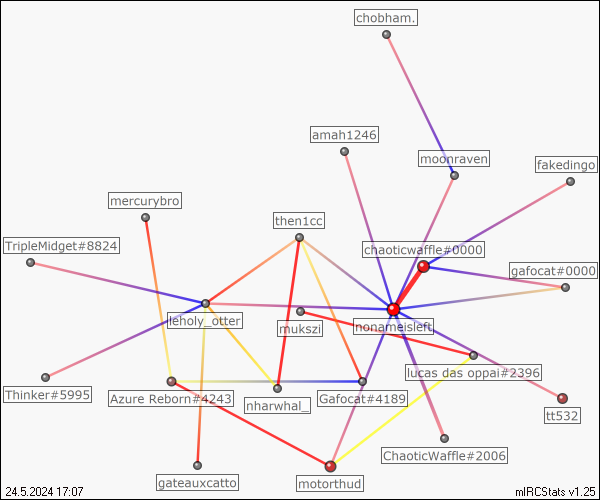 chobham.
amah1246
moonraven
fakedingo
mercurybro
then1cc
TripleMidget#8824
chaoticwaffle#0000
gafocat#0000
leholy_otter
mukszi
nonameisleft
lucas das oppai#2396
Thinker#5995
Azure Reborn#4243
nharwhal_
Gafocat#4189
tt532
ChaoticWaffle#2006
gateauxcatto
motorthud
24.5.2024 17:07
mIRCStats v1.25